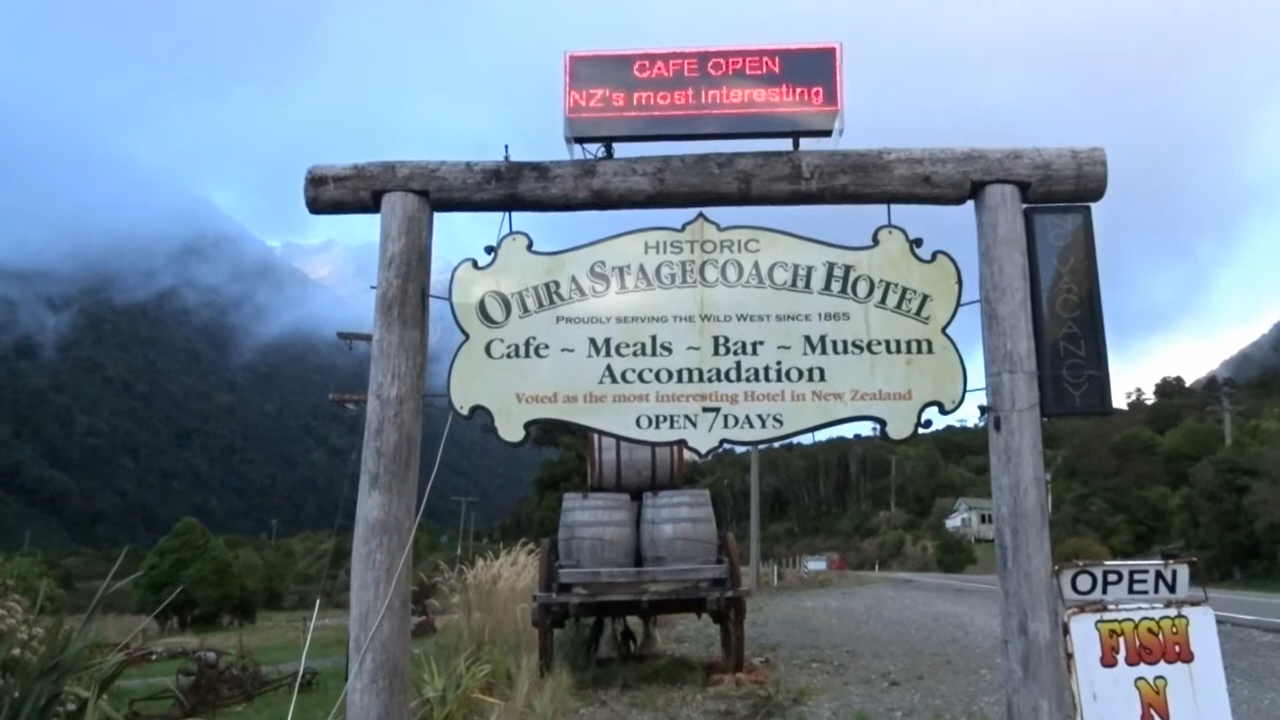 CAFE OPEN
NZ's most interesting
HISTORIC
OTIRA STAGECOACH HOTEL
PROUDLY SERVING THE WILD WEST SINCE 1865
Cafe ~ Meals ~ Bar ~ Museum
Accomadation
Voted as the most interesting Hotel in New Zealand
OPEN 7 DAYS
NO VACANCY
OPEN
FISH
N